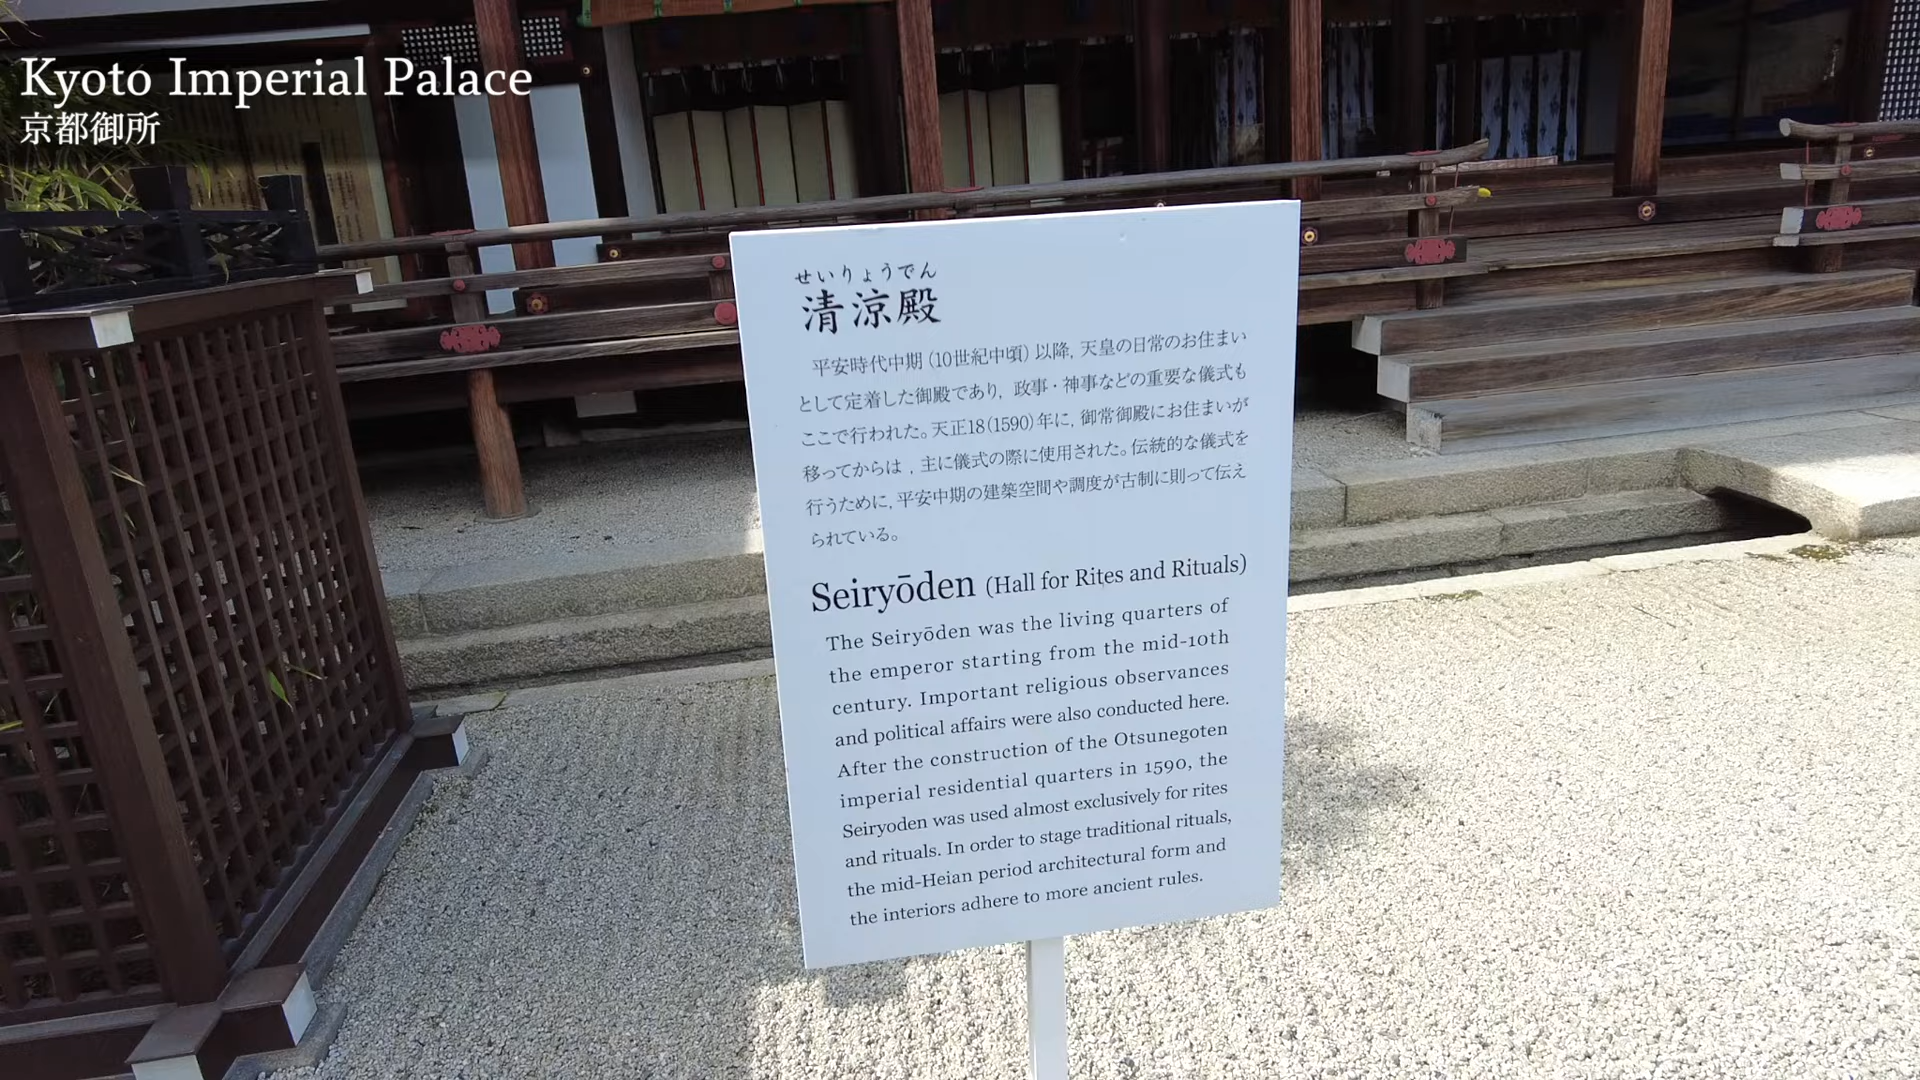 Kyoto Imperial Palace
京都御所
せいりょうでん
清涼殿
平安時代中期(10世紀中頃)以降,天皇の日常のお住まい
として定着した御殿であり,政事・神事などの重要な儀式も
ここで行われた。天正18(1590)年に,御常御殿にお住まいが
移ってからは,主に儀式の際に使用された。伝統的な儀式を
行うために,平安中期の建築空間や調度が古制に則って伝え
られている。
Seiryōden (Hall for Rites and Rituals)
The Seiryōden was the living quarters of
the emperor starting from the mid-10th
century. Important religious observances
and political affairs were also conducted here.
After the construction of the Otsunegoten
imperial residential quarters in 1590, the
Seiryoden was used almost exclusively for rites
and rituals. In order to stage traditional rituals,
the mid-Heian period architectural form and
the interiors adhere to more ancient rules.